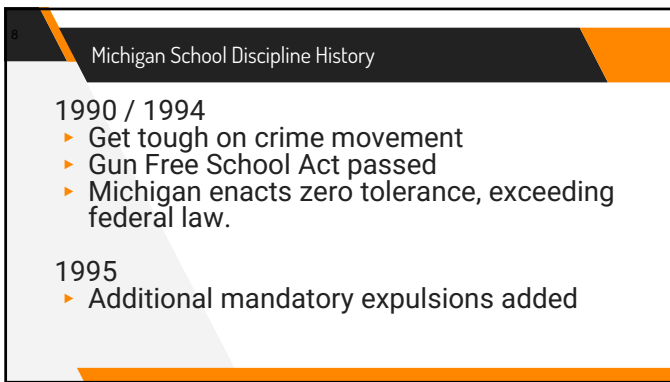 8
Michigan School Discipline History
1990 / 1994
▸ Get tough on crime movement
▸ Gun Free School Act passed
▸ Michigan enacts zero tolerance, exceeding
federal law.
1995
▸ Additional mandatory expulsions added